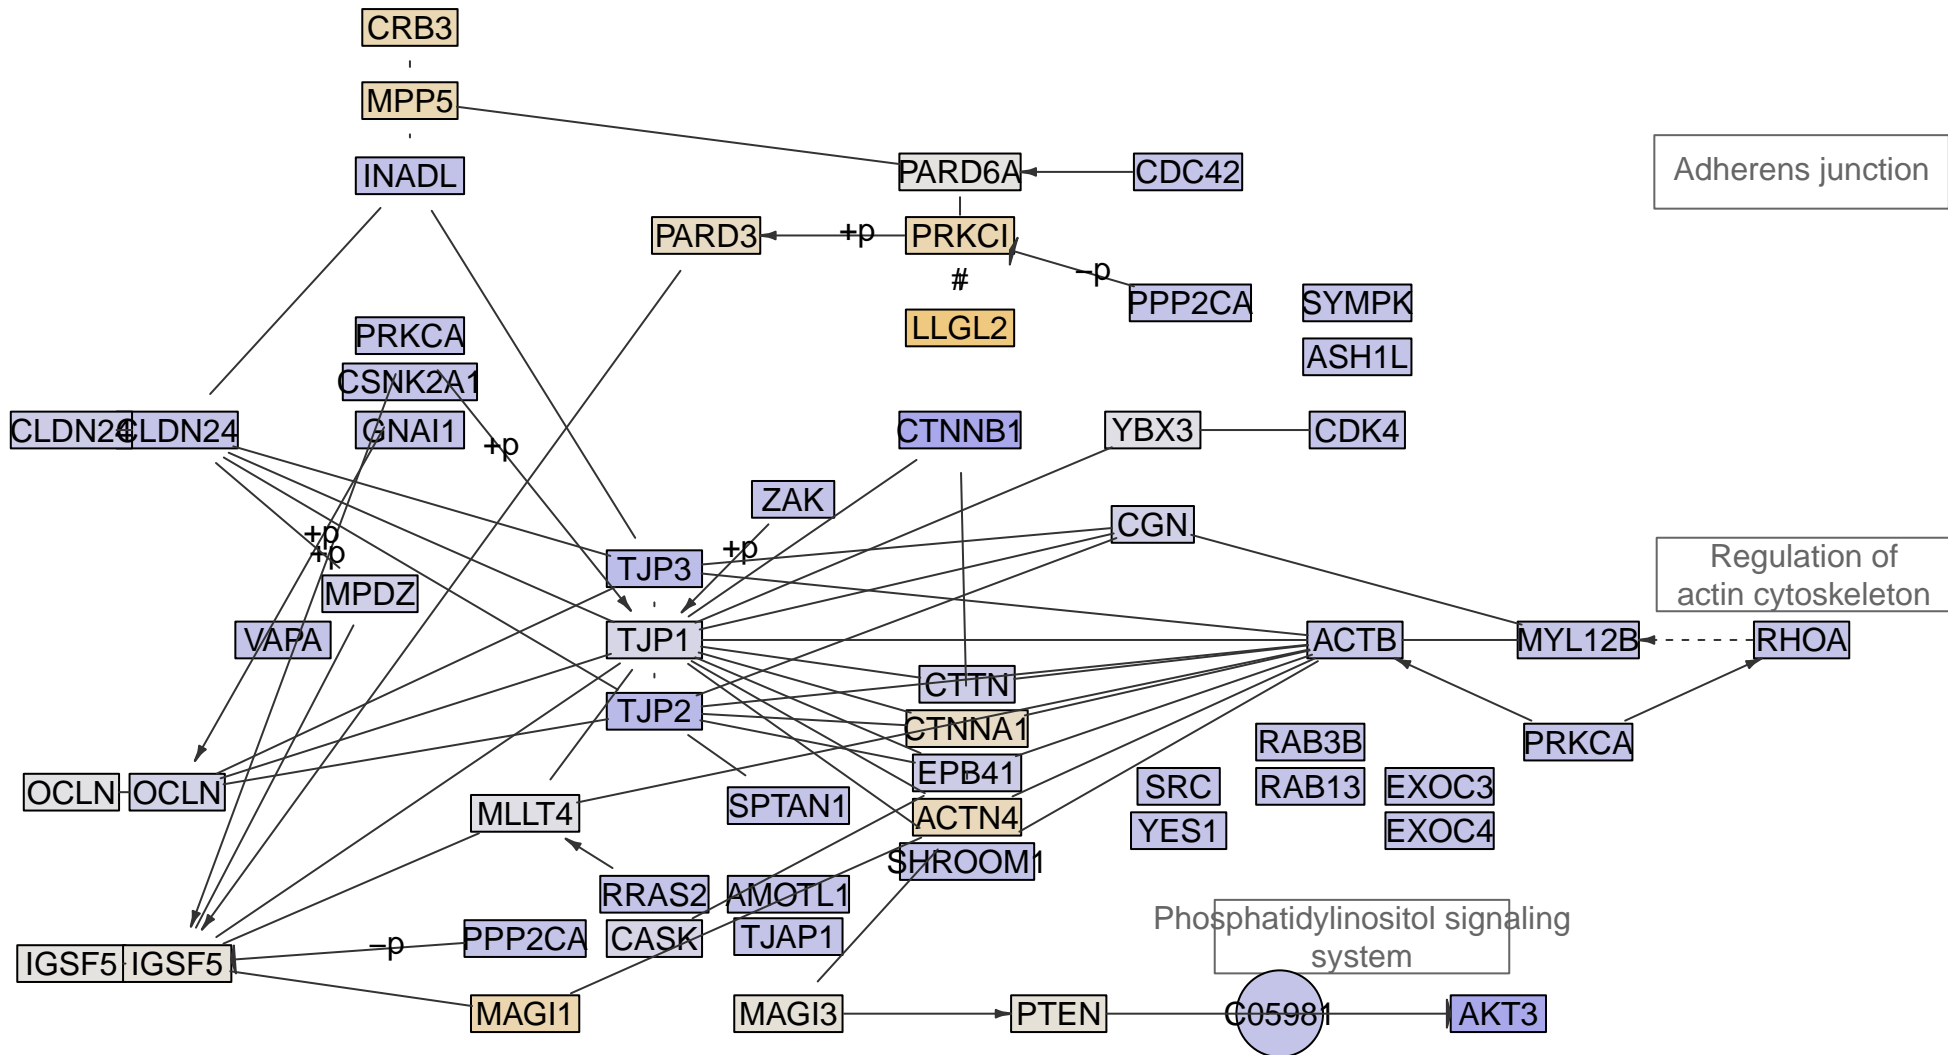 CRB3
MPP5
INADL
PARD6A
CDC42
Adherens junction
PARD3
+p
PRKCI
–p
#
PPP2CA
SYMPK
LLGL2
PRKCA
ASH1L
CSNK2A1
CLDN24
CLDN24
GNAI1
+p
CTNNB1
YBX3
CDK4
ZAK
CGN
+p
+p
+p
TJP3
Regulation of
actin cytoskeleton
MPDZ
VAPA
TJP1
ACTB
MYL12B
RHOA
CTTN
TJP2
CTNNA1
RAB3B
PRKCA
EPB41
OCLN
OCLN
SRC
RAB13
EXOC3
SPTAN1
MLLT4
ACTN4
YES1
EXOC4
SHROOM1
RRAS2
AMOTL1
Phosphatidylinositol signaling
system
PPP2CA
CASK
TJAP1
–p
IGSF5
IGSF5
MAGI1
MAGI3
PTEN
C05981
AKT3